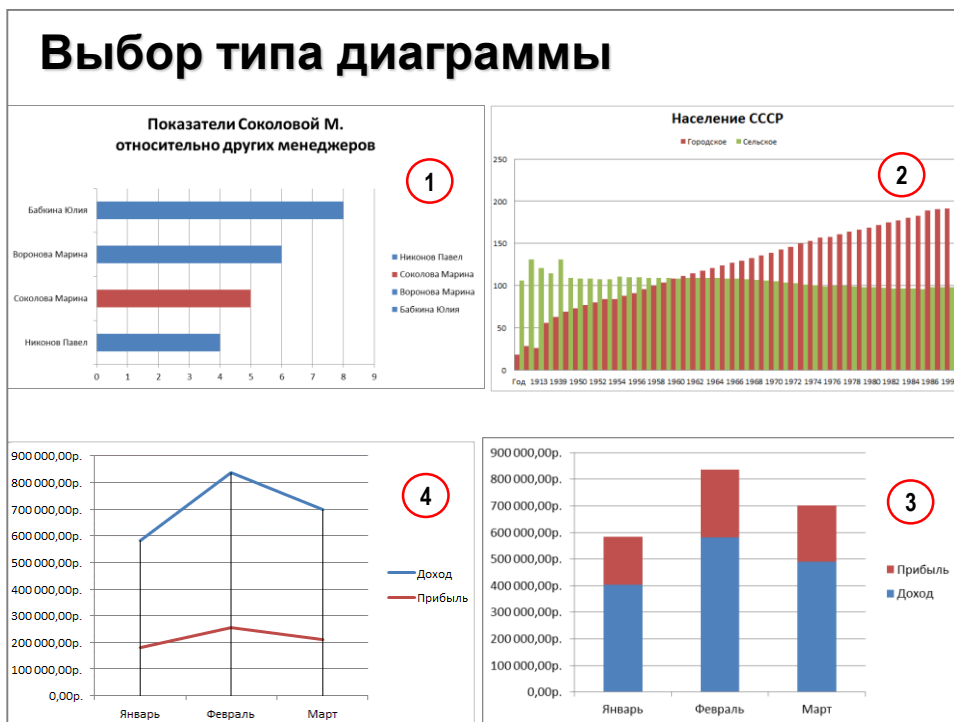 Выбор типа диаграммы
Показатели Соколовой М.
относительно других менеджеров
1
Бабкина Юлия
Воронова Марина
Соколова Марина
Никонов Павел
0 1 2 3 4 5 6 7 8 9
Никонов Павел
Соколова Марина
Воронова Марина
Бабкина Юлия
Население СССР
Городское Сельское
2
250
200
150
100
50
0
Год 1913 1939 1950 1952 1954 1956 1958 1960 1962 1964 1966 1968 1970 1972 1974 1976 1978 1980 1982 1984 1986 1988
4
900 000,00р.
800 000,00р.
700 000,00р.
600 000,00р.
500 000,00р.
400 000,00р.
300 000,00р.
200 000,00р.
100 000,00р.
0,00р.
Январь Февраль Март
Доход
Прибыль
3
900 000,00р.
800 000,00р.
700 000,00р.
600 000,00р.
500 000,00р.
400 000,00р.
300 000,00р.
200 000,00р.
100 000,00р.
0,00р.
Январь Февраль Март
Прибыль
Доход